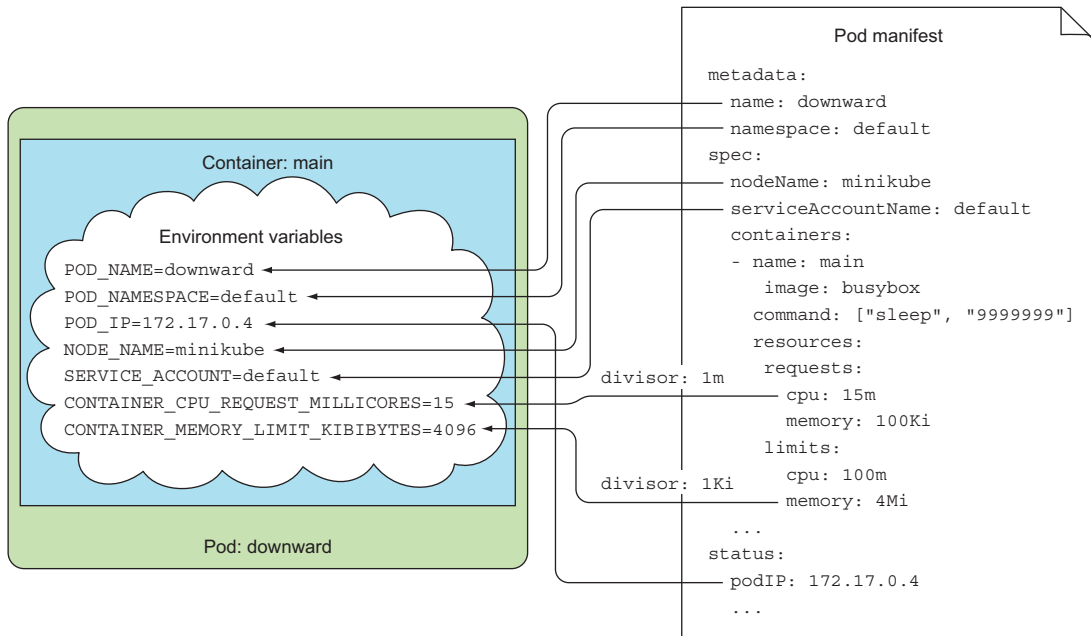 Pod manifest
metadata:
name: downward
namespace: default
spec:
nodeName: minikube
serviceAccountName: default
containers:
- name: main
image: busybox
command: ["sleep", "9999999"]
resources:
requests:
cpu: 15m
memory: 100Ki
limits:
cpu: 100m
memory: 4Mi
...
status:
podIP: 172.17.0.4
...
Container: main
Environment variables
POD_NAME=downward
POD_NAMESPACE=default
POD_IP=172.17.0.4
NODE_NAME=minikube
SERVICE_ACCOUNT=default
CONTAINER_CPU_REQUEST_MILLICORES=15
CONTAINER_MEMORY_LIMIT_KIBIBYTES=4096
divisor: 1m
divisor: 1Ki
Pod: downward